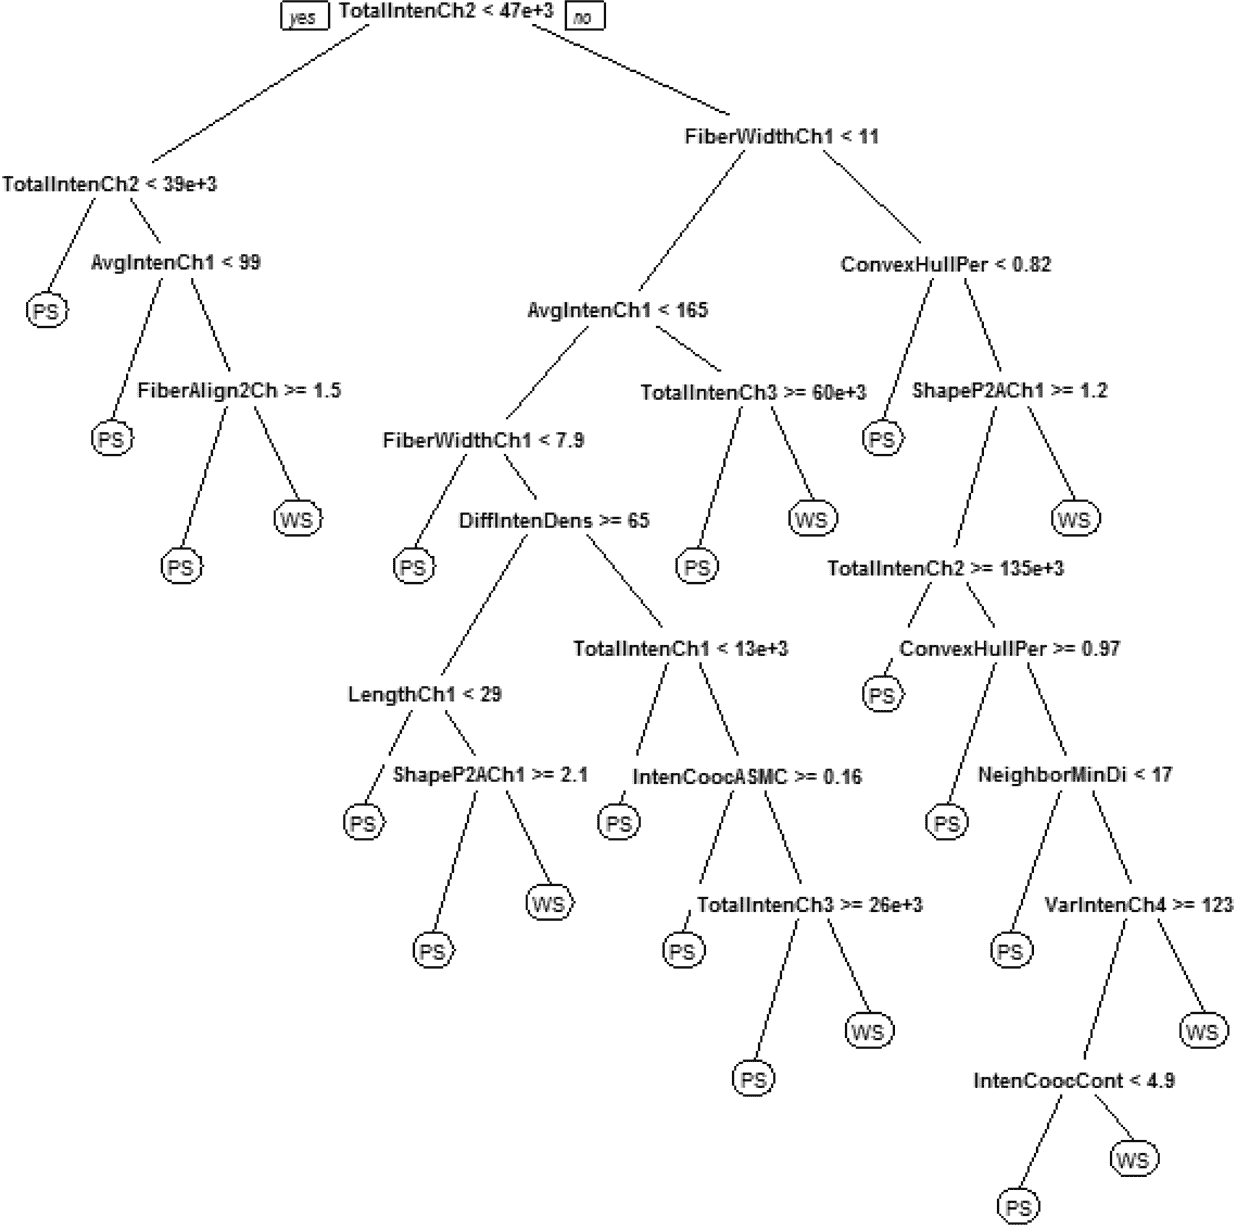 yes TotalIntenCh2 < 47e+3 no
FiberWidthCh1 < 11
TotalIntenCh2 < 39e+3
AvgIntenCh1 < 99
ConvexHullPer < 0.82
PS
AvgIntenCh1 < 165
FiberAlign2Ch >= 1.5
TotalIntenCh3 >= 60e+3
ShapeP2ACh1 >= 1.2
PS
FiberWidthCh1 < 7.9
PS
WS
DiffIntenDens >= 65
WS
WS
PS
PS
PS
TotalIntenCh2 >= 135e+3
TotalIntenCh1 < 13e+3
ConvexHullPer >= 0.97
LengthCh1 < 29
PS
ShapeP2ACh1 >= 2.1
IntenCoocASMC >= 0.16
NeighborMinDi < 17
PS
PS
PS
WS
TotalIntenCh3 >= 26e+3
VarIntenCh4 >= 123
PS
PS
PS
WS
WS
PS
IntenCoocCont < 4.9
WS
PS